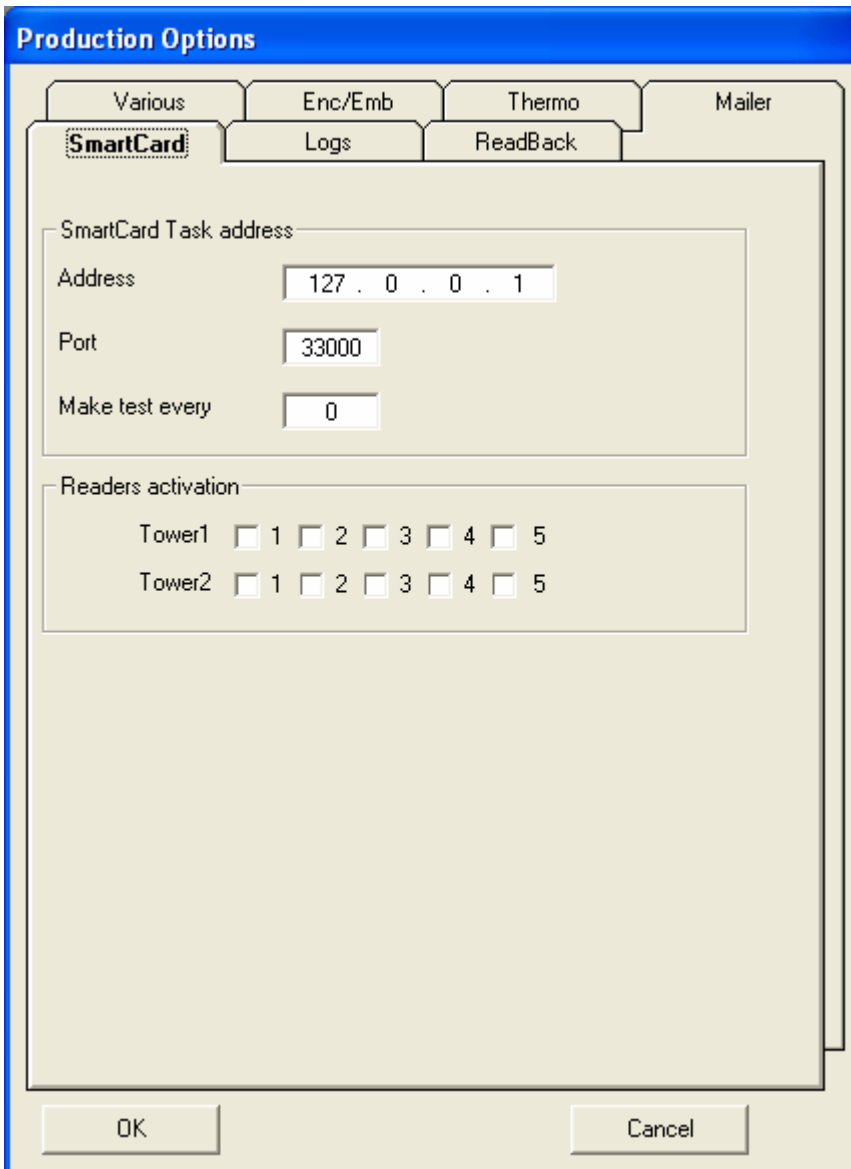 Production Options
Various Enc/Emb Thermo Mailer
SmartCard Logs ReadBack
SmartCard Task address
Address 127 . 0 . 0 . 1
Port 33000
Make test every 0
Readers activation
Tower1 1 2 3 4 5
Tower2 1 2 3 4 5
OK Cancel